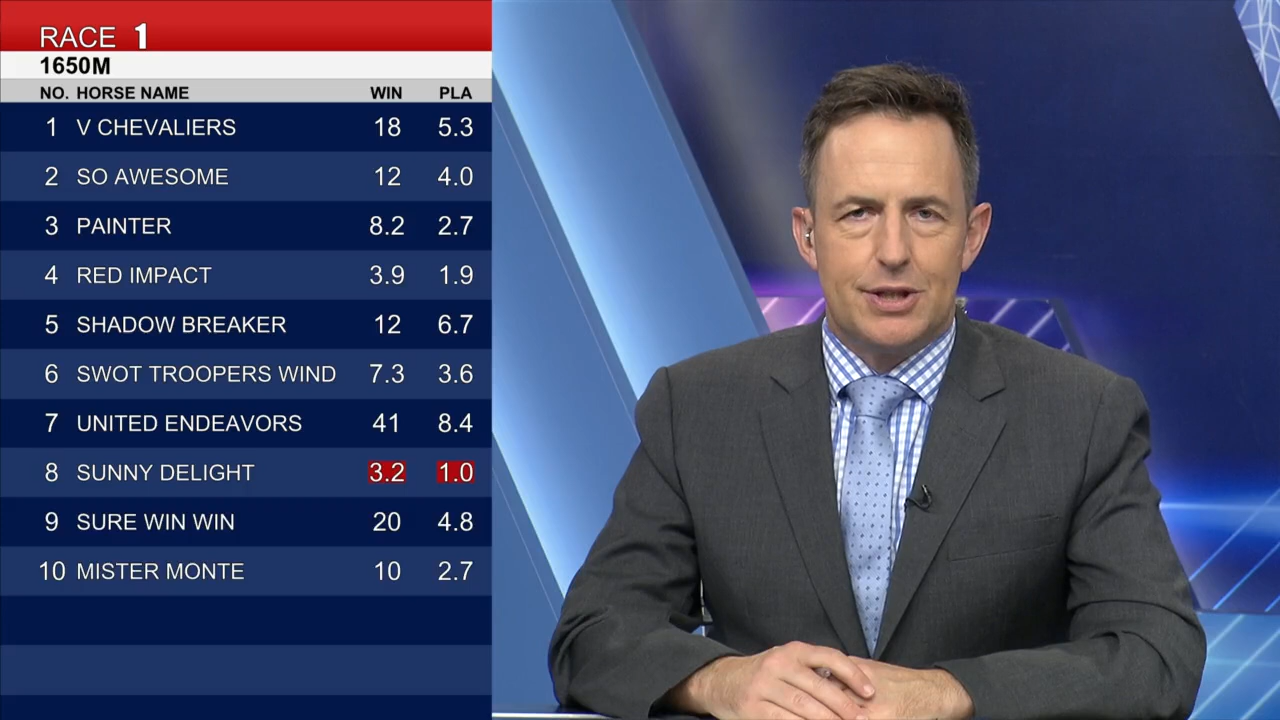 RACE 1
1650M
NO. HORSE NAME WIN PLA
1 V CHEVALIERS 18 5.3
2 SO AWESOME 12 4.0
3 PAINTER 8.2 2.7
4 RED IMPACT 3.9 1.9
5 SHADOW BREAKER 12 6.7
6 SWOT TROOPERS WIND 7.3 3.6
7 UNITED ENDEAVORS 41 8.4
8 SUNNY DELIGHT 3.2 1.0
9 SURE WIN WIN 20 4.8
10 MISTER MONTE 10 2.7